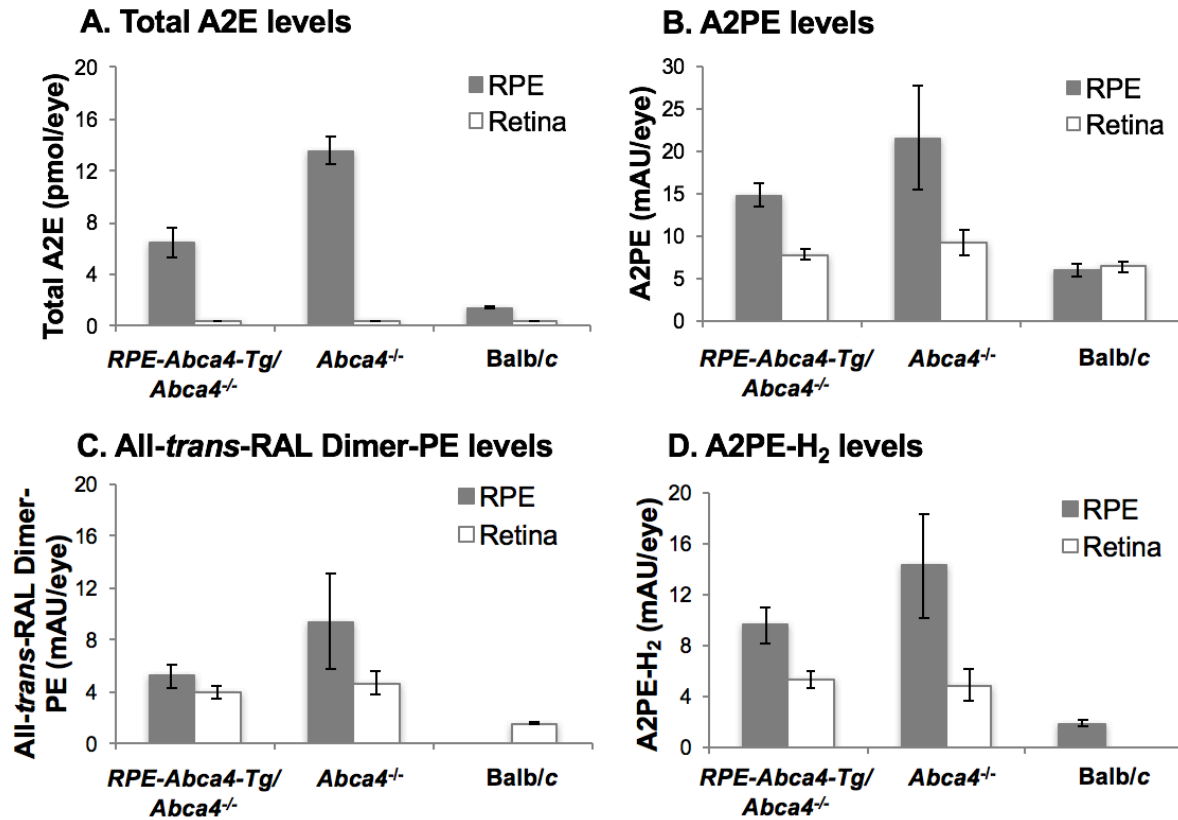 A. Total A2E levels
Total A2E (pmol/eye)
20
16
12
8
4
0
RPE
Retina
RPE-Abca4-Tg/
Abca4-/-
Abca4-/-
Balb/c
B. A2PE levels
A2PE (mAU/eye)
30
25
20
15
10
5
0
RPE
Retina
RPE-Abca4-Tg/
Abca4-/-
Abca4-/-
Balb/c
C. All-trans-RAL Dimer-PE levels
All-trans-RAL Dimer-
PE (mAU/eye)
20
16
12
8
4
0
RPE
Retina
RPE-Abca4-Tg/
Abca4-/-
Abca4-/-
Balb/c
D. A2PE-H₂ levels
A2PE-H₂ (mAU/eye)
20
16
12
8
4
0
RPE
Retina
RPE-Abca4-Tg/
Abca4-/-
Abca4-/-
Balb/c